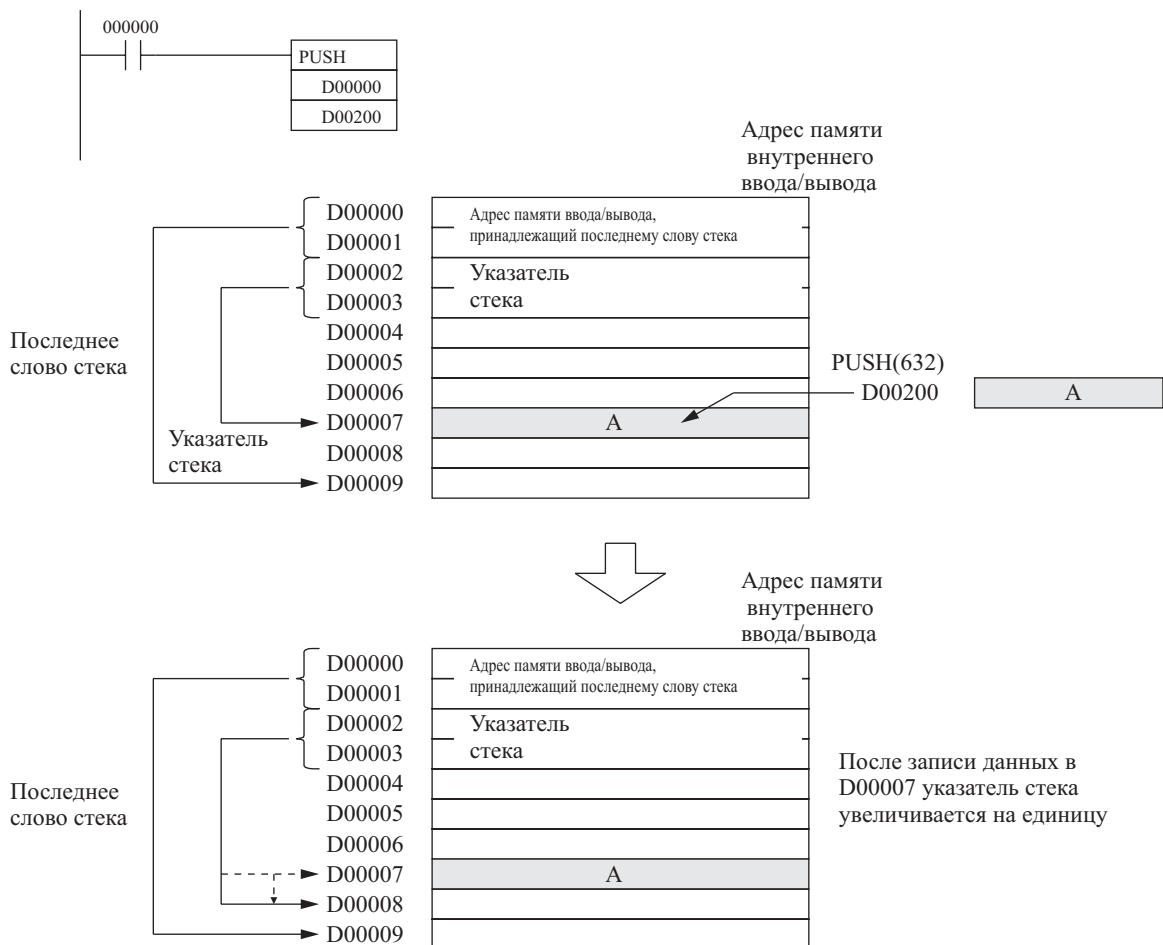 000000
PUSH
D00000
D00200
Адрес памяти
внутреннего
ввода/вывода
D00000
Адрес памяти ввода/вывода,
принадлежащий последнему слову стека
D00001
D00002
Указатель
стека
D00003
D00004
Последнее
слово стека
D00005
PUSH(632)
D00006
D00200
A
D00007
A
Указатель
стека
D00008
D00009
Адрес памяти
внутреннего
ввода/вывода
D00000
Адрес памяти ввода/вывода,
принадлежащий последнему слову стека
D00001
D00002
Указатель
стека
D00003
D00004
После записи данных в
D00007 указатель стека
увеличивается на единицу
Последнее
слово стека
D00005
D00006
D00007
A
D00008
D00009